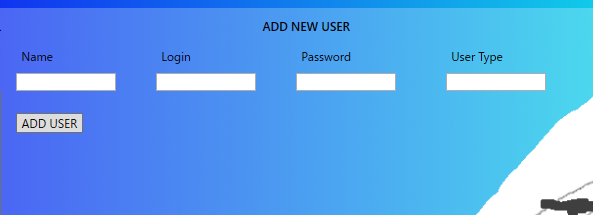 ADD NEW USER
Name Login Password User Type
ADD USER